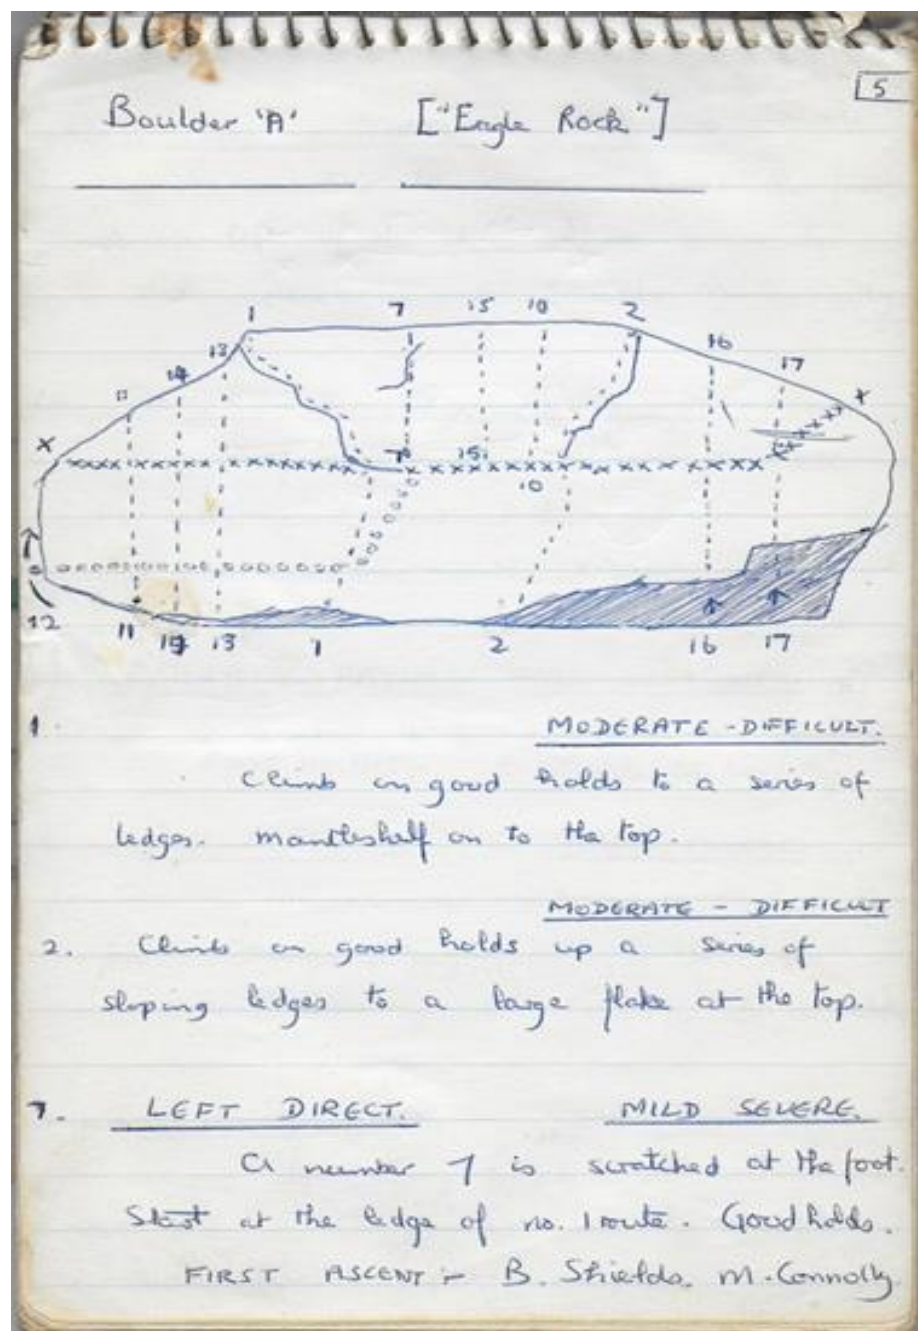 5
Boulder 'A' ["Eagle Rock"]
1 7 15 10 2
13 16
14 17
X X
7 15
10
12
11 14 13 1 2 16 17
1. MODERATE - DIFFICULT.
Climb on good holds to a series of
ledges. mantleshelf on to the top.
MODERATE - DIFFICULT
2. Climb on good holds up a series of
sloping ledges to a large flake at the top.
7. LEFT DIRECT. MILD SEVERE.
A number 7 is scratched at the foot.
Start at the ledge of no. 1 route. Good holds.
FIRST ASCENT :- B. Shields. M. Connolly.